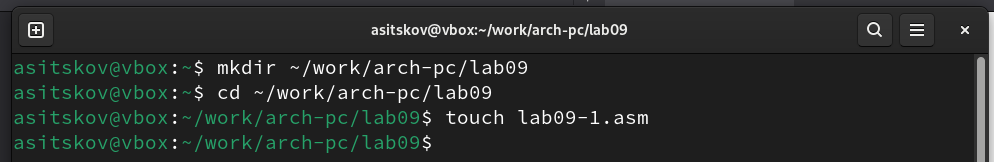 asitskov@vbox:~/work/arch-pc/lab09
asitskov@vbox:~$ mkdir ~/work/arch-pc/lab09
asitskov@vbox:~$ cd ~/work/arch-pc/lab09
asitskov@vbox:~/work/arch-pc/lab09$ touch lab09-1.asm
asitskov@vbox:~/work/arch-pc/lab09$